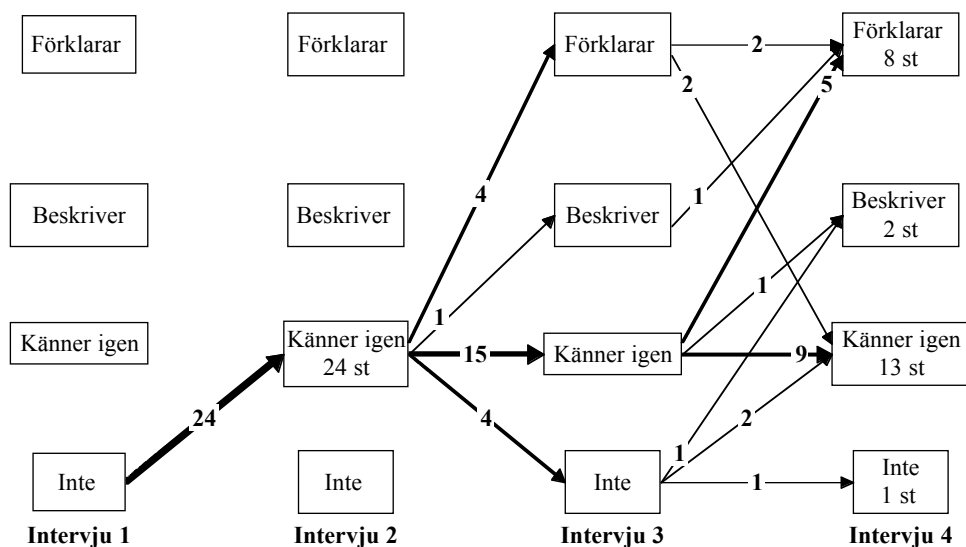 Förklarar
Förklarar
Förklarar
Förklarar
8 st
2
2
5
4
1
Beskriver
Beskriver
Beskriver
Beskriver
2 st
1
1
Känner igen
Känner igen
24 st
15
Känner igen
9
Känner igen
13 st
24
4
2
1
Inte
Inte
Inte
1
Inte
1 st
Intervju 1
Intervju 2
Intervju 3
Intervju 4